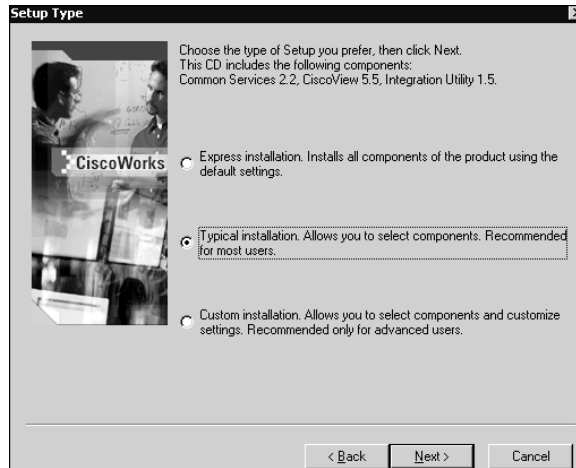 Setup Type
Choose the type of Setup you prefer, then click Next.
This CD includes the following components:
Common Services 2.2, CiscoView 5.5, Integration Utility 1.5.
CiscoWorks
Express installation. Installs all components of the product using the
default settings.
Typical installation. Allows you to select components. Recommended
for most users.
Custom installation. Allows you to select components and customize
settings. Recommended only for advanced users.
< Back
Next >
Cancel